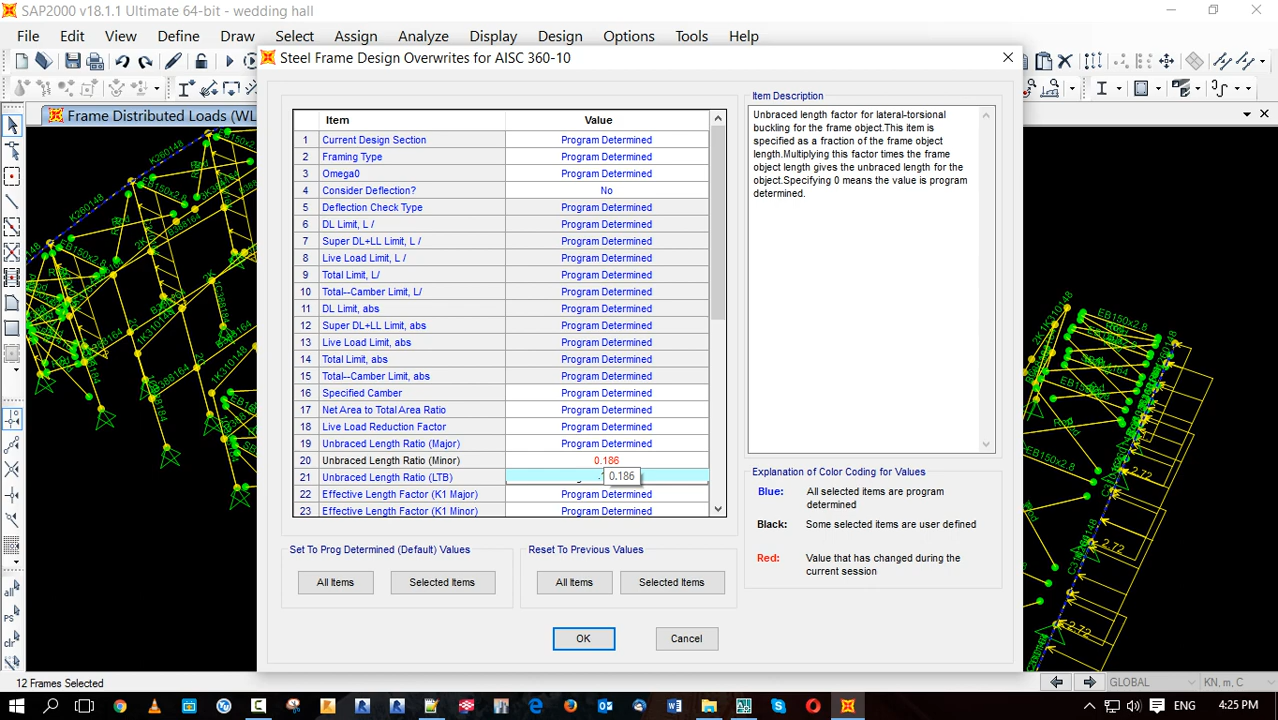 SAP2000 v18.1.1 Ultimate 64-bit - wedding hall
File Edit View Define Draw Select Assign Analyze Display Design Options Tools Help
Steel Frame Design Overwrites for AISC 360-10
Frame Distributed Loads (WL
Item Value
1 Current Design Section Program Determined
2 Framing Type Program Determined
3 Omega0 Program Determined
4 Consider Deflection? No
5 Deflection Check Type Program Determined
6 DL Limit, L / Program Determined
7 Super DL+LL Limit, L / Program Determined
8 Live Load Limit, L / Program Determined
9 Total Limit, L/ Program Determined
10 Total--Camber Limit, L/ Program Determined
11 DL Limit, abs Program Determined
12 Super DL+LL Limit, abs Program Determined
13 Live Load Limit, abs Program Determined
14 Total Limit, abs Program Determined
15 Total--Camber Limit, abs Program Determined
16 Specified Camber Program Determined
17 Net Area to Total Area Ratio Program Determined
18 Live Load Reduction Factor Program Determined
19 Unbraced Length Ratio (Major) Program Determined
20 Unbraced Length Ratio (Minor) 0.186
21 Unbraced Length Ratio (LTB) 0.186
22 Effective Length Factor (K1 Major) Program Determined
23 Effective Length Factor (K1 Minor) Program Determined
Item Description
Unbraced length factor for lateral-torsional
buckling for the frame object.This item is
specified as a fraction of the frame object
length.Multiplying this factor times the frame
object length gives the unbraced length for the
object.Specifying 0 means the value is program
determined.
Explanation of Color Coding for Values
Blue: All selected items are program
determined
Black: Some selected items are user defined
Red: Value that has changed during the
current session
Set To Prog Determined (Default) Values
All Items Selected Items
Reset To Previous Values
All Items Selected Items
OK Cancel
K260148
EB150x2.8
EB150x2.8
EB150x2.8
2.72
2.72
2.72
12 Frames Selected
GLOBAL KN, m, C
ENG 4:25 PM